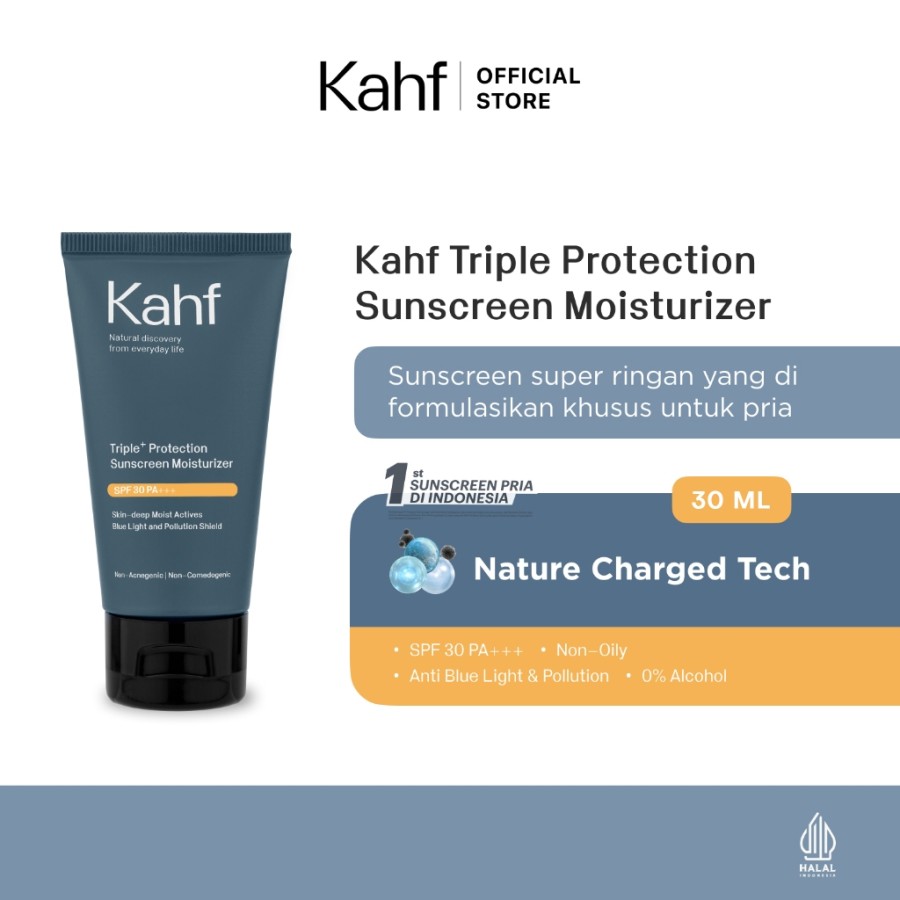 Kahf
OFFICIAL
STORE
Kahf
Natural discovery
from everyday life
Triple+ Protection
Sunscreen Moisturizer
SPF 30 PA+++
Skin-deep Moist Actives
Blue Light and Pollution Shield
Non-Acnegenic | Non-Comedogenic
Kahf Triple Protection
Sunscreen Moisturizer
Sunscreen super ringan yang di
formulasikan khusus untuk pria
1st
SUNSCREEN PRIA
DI INDONESIA
30 ML
Nature Charged Tech
• SPF 30 PA+++ • Non-Oily
• Anti Blue Light & Pollution • 0% Alcohol
HALAL
INDONESIA